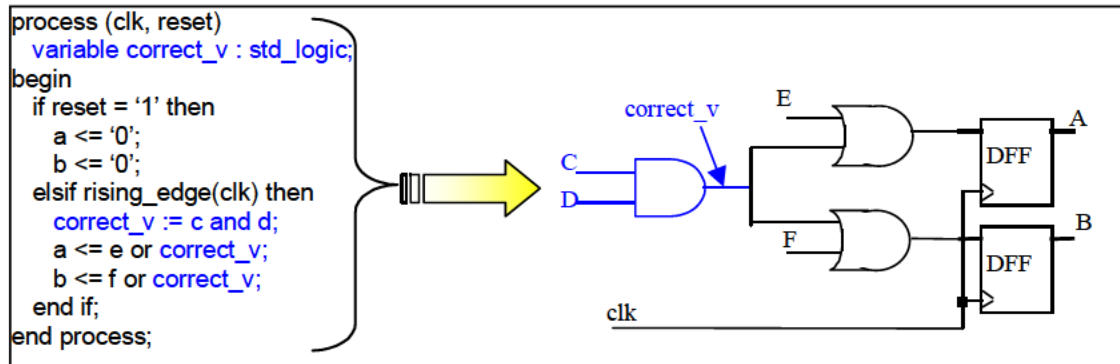 process (clk, reset)
variable correct_v : std_logic;
begin
if reset = ‘1’ then
a <= ‘0’;
b <= ‘0’;
elsif rising_edge(clk) then
correct_v := c and d;
a <= e or correct_v;
b <= f or correct_v;
end if;
end process;
correct_v
E
A
DFF
C
D
F
B
DFF
clk